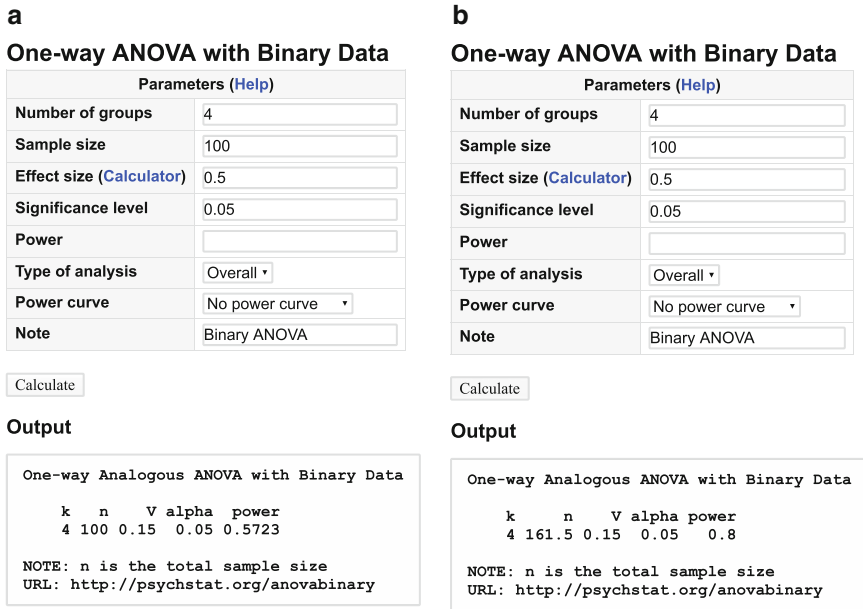 a
One-way ANOVA with Binary Data
Parameters (Help)
Number of groups 4
Sample size 100
Effect size (Calculator) 0.5
Significance level 0.05
Power
Type of analysis Overall
Power curve No power curve
Note Binary ANOVA
Calculate
Output
One-way Analogous ANOVA with Binary Data
k n V alpha power
4 100 0.15 0.05 0.5723
NOTE: n is the total sample size
URL: http://psychstat.org/anovabinary
b
One-way ANOVA with Binary Data
Parameters (Help)
Number of groups 4
Sample size 100
Effect size (Calculator) 0.5
Significance level 0.05
Power
Type of analysis Overall
Power curve No power curve
Note Binary ANOVA
Calculate
Output
One-way Analogous ANOVA with Binary Data
k n V alpha power
4 161.5 0.15 0.05 0.8
NOTE: n is the total sample size
URL: http://psychstat.org/anovabinary